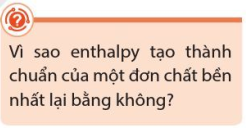 Vì sao enthalpy tạo thành
chuẩn của một đơn chất bền
nhất lại bằng không?